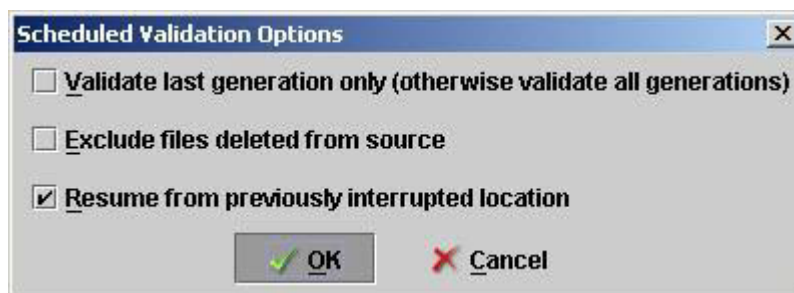 Scheduled Validation Options
Validate last generation only (otherwise validate all generations)
Exclude files deleted from source
Resume from previously interrupted location
OK Cancel